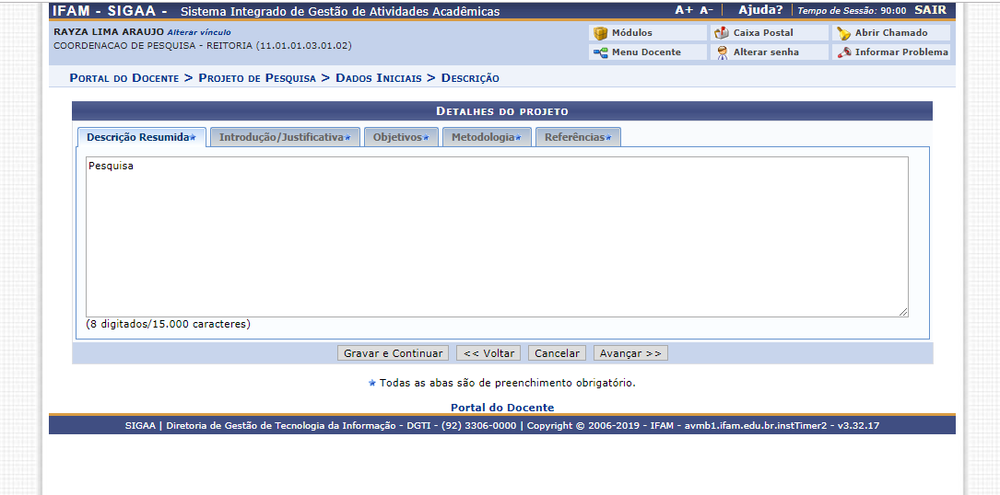 IFAM - SIGAA - Sistema Integrado de Gestão de Atividades Acadêmicas A+ A- | Ajuda? | Tempo de Sessão: 90:00 SAIR
RAYZA LIMA ARAUJO Alterar vínculo
COORDENACAO DE PESQUISA - REITORIA (11.01.01.03.01.02)
Módulos Caixa Postal Abrir Chamado
Menu Docente Alterar senha Informar Problema
PORTAL DO DOCENTE > PROJETO DE PESQUISA > DADOS INICIAIS > DESCRIÇÃO
DETALHES DO PROJETO
Descrição Resumida Introdução/Justificativa Objetivos Metodologia Referências
Pesquisa
(8 digitados/15.000 caracteres)
Gravar e Continuar << Voltar Cancelar Avançar >>
Todas as abas são de preenchimento obrigatório.
Portal do Docente
SIGAA | Diretoria de Gestão de Tecnologia da Informação - DGTI - (92) 3306-0000 | Copyright © 2006-2019 - IFAM - avmb1.ifam.edu.br.instTimer2 - v3.32.17